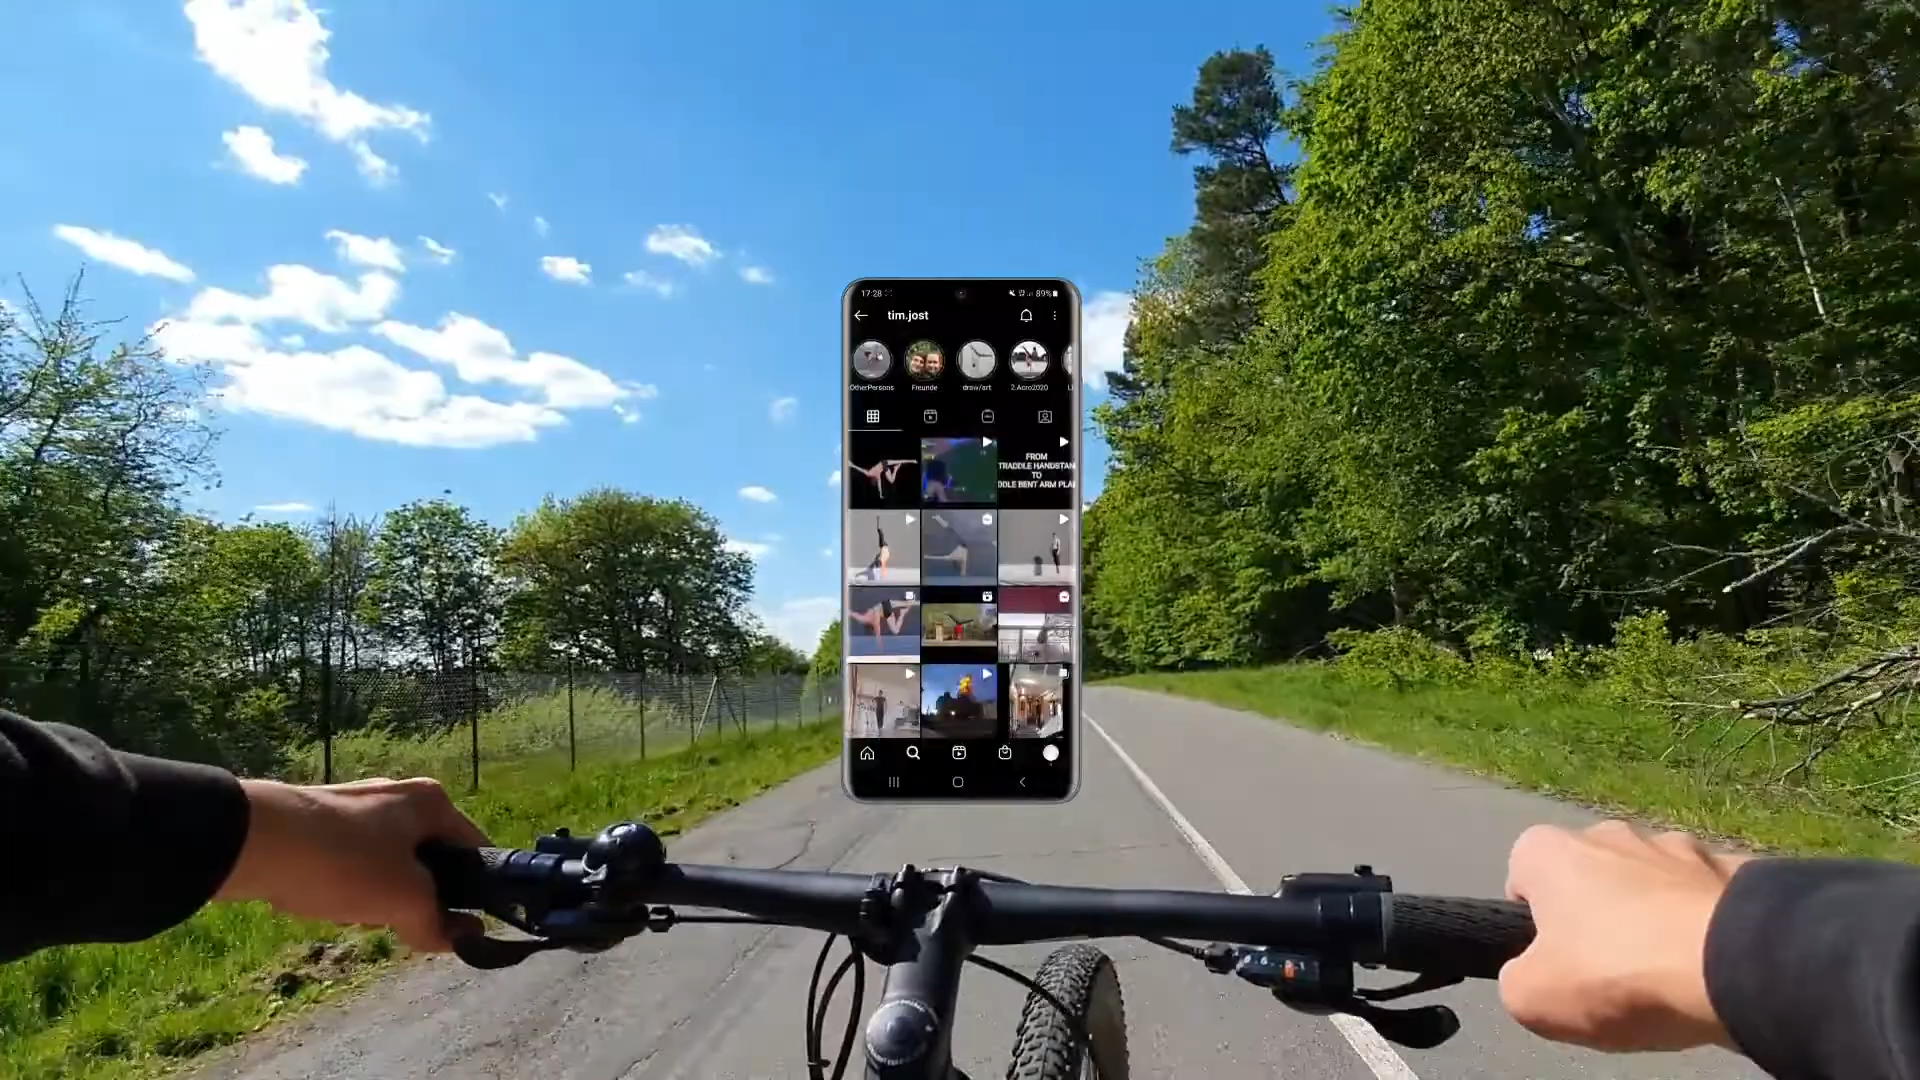 17:28
89%
tim.jost
OtherPersons
Freunde
draw/art
2.Acro2020
FROM
TRADDLE HANDSTAN
TO
DDLE BENT ARM PLA